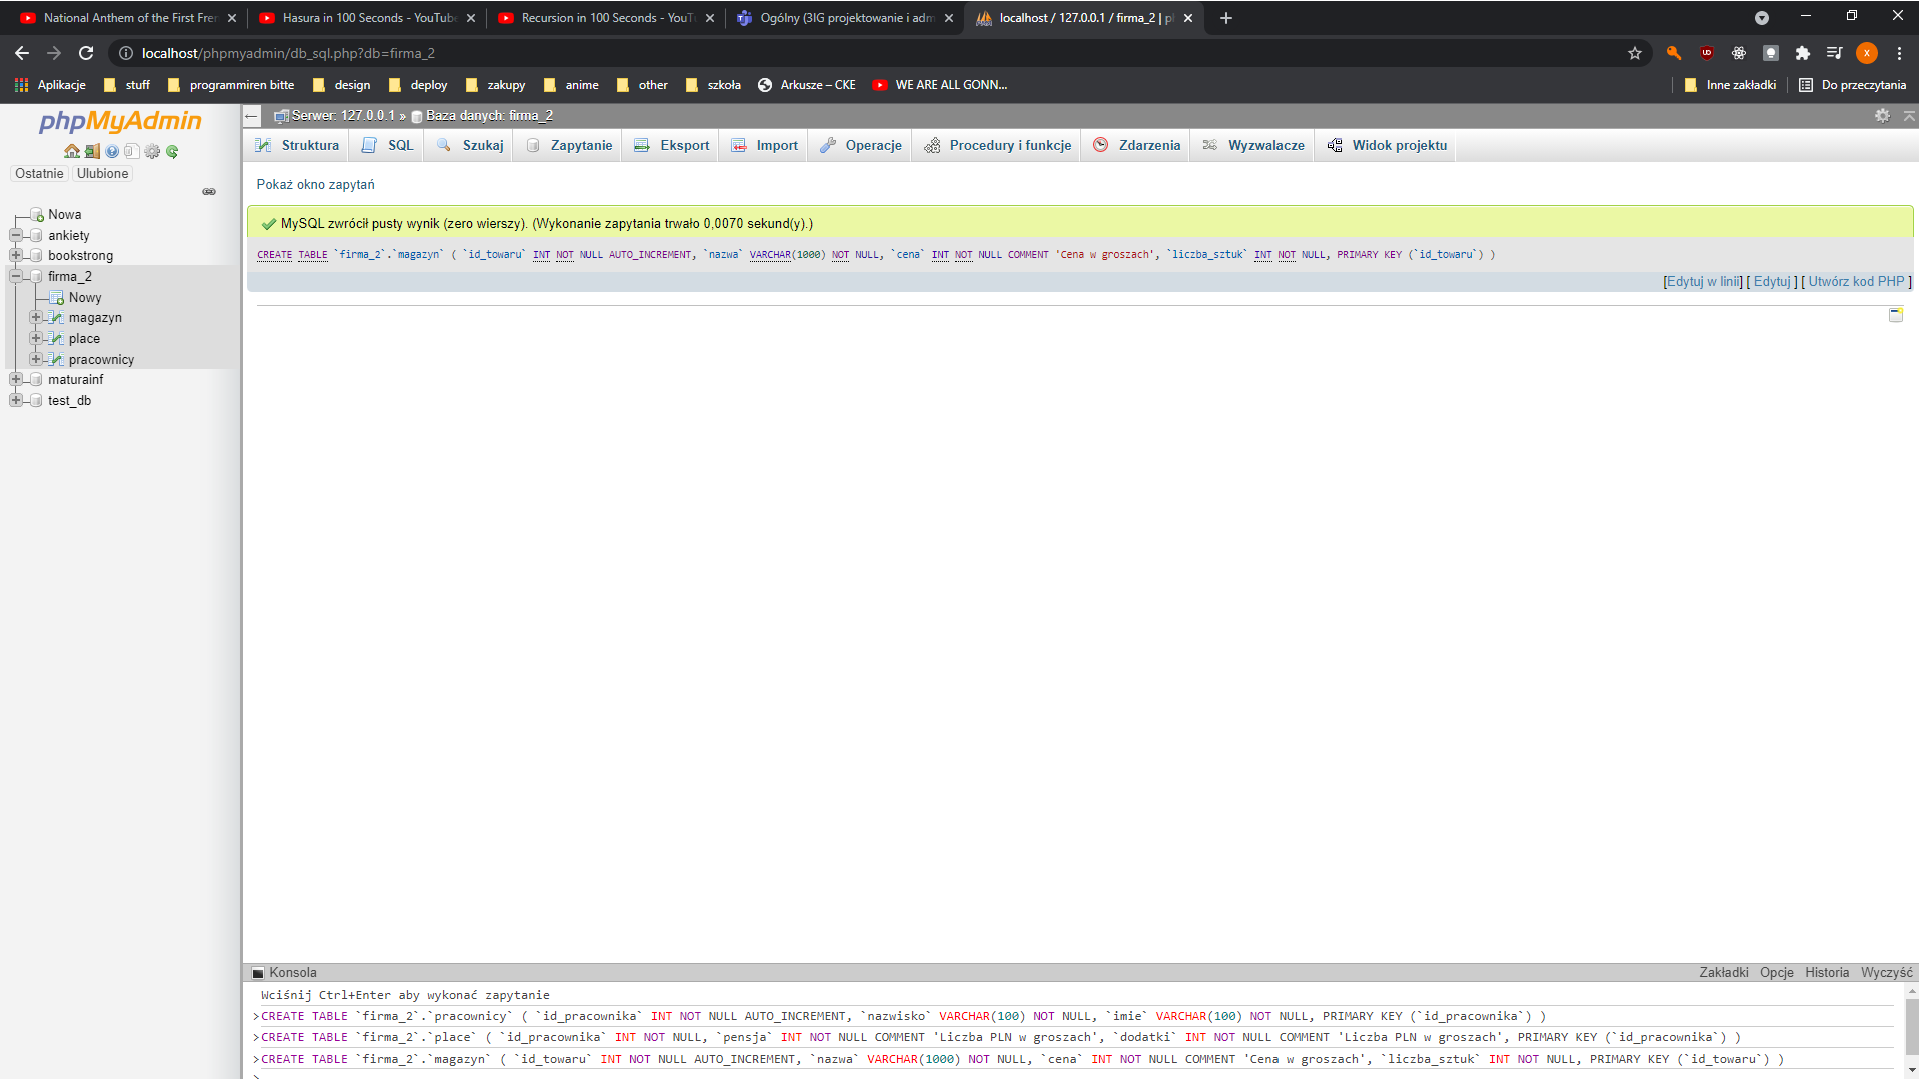 National Anthem of the First Fren
Hasura in 100 Seconds - YouTube
Recursion in 100 Seconds - YouT
Ogólny (3IG projektowanie i adm
localhost / 127.0.0.1 / firma_2 | p
localhost/phpmyadmin/db_sql.php?db=firma_2
Aplikacje stuff programmiren bitte design deploy zakupy anime other szkoła Arkusze – CKE WE ARE ALL GONN... Inne zakładki Do przeczytania
phpMyAdmin
Ostatnie Ulubione
Nowa
ankiety
bookstrong
firma_2
Nowy
magazyn
place
pracownicy
maturainf
test_db
Serwer: 127.0.0.1 » Baza danych: firma_2
Struktura SQL Szukaj Zapytanie Eksport Import Operacje Procedury i funkcje Zdarzenia Wyzwalacze Widok projektu
Pokaż okno zapytań
MySQL zwrócił pusty wynik (zero wierszy). (Wykonanie zapytania trwało 0,0070 sekund(y).)
CREATE TABLE `firma_2`.`magazyn` ( `id_towaru` INT NOT NULL AUTO_INCREMENT, `nazwa` VARCHAR(1000) NOT NULL, `cena` INT NOT NULL COMMENT 'Cena w groszach', `liczba_sztuk` INT NOT NULL, PRIMARY KEY (`id_towaru`) )
[Edytuj w linii] [ Edytuj ] [ Utwórz kod PHP ]
Konsola Zakładki Opcje Historia Wyczyść
Wciśnij Ctrl+Enter aby wykonać zapytanie
>CREATE TABLE `firma_2`.`pracownicy` ( `id_pracownika` INT NOT NULL AUTO_INCREMENT, `nazwisko` VARCHAR(100) NOT NULL, `imie` VARCHAR(100) NOT NULL, PRIMARY KEY (`id_pracownika`) )
>CREATE TABLE `firma_2`.`place` ( `id_pracownika` INT NOT NULL, `pensja` INT NOT NULL COMMENT 'Liczba PLN w groszach', `dodatki` INT NOT NULL COMMENT 'Liczba PLN w groszach', PRIMARY KEY (`id_pracownika`) )
>CREATE TABLE `firma_2`.`magazyn` ( `id_towaru` INT NOT NULL AUTO_INCREMENT, `nazwa` VARCHAR(1000) NOT NULL, `cena` INT NOT NULL COMMENT 'Cena w groszach', `liczba_sztuk` INT NOT NULL, PRIMARY KEY (`id_towaru`) )